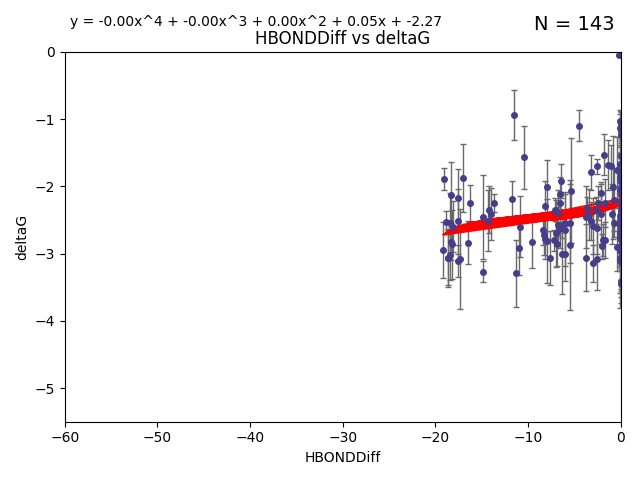 y = -0.00x^4 + -0.00x^3 + 0.00x^2 + 0.05x + -2.27
N = 143
HBONDDiff vs deltaG
0
−1
−2
−3
−4
−5
deltaG
−60
−50
−40
−30
−20
−10
0
HBONDDiff